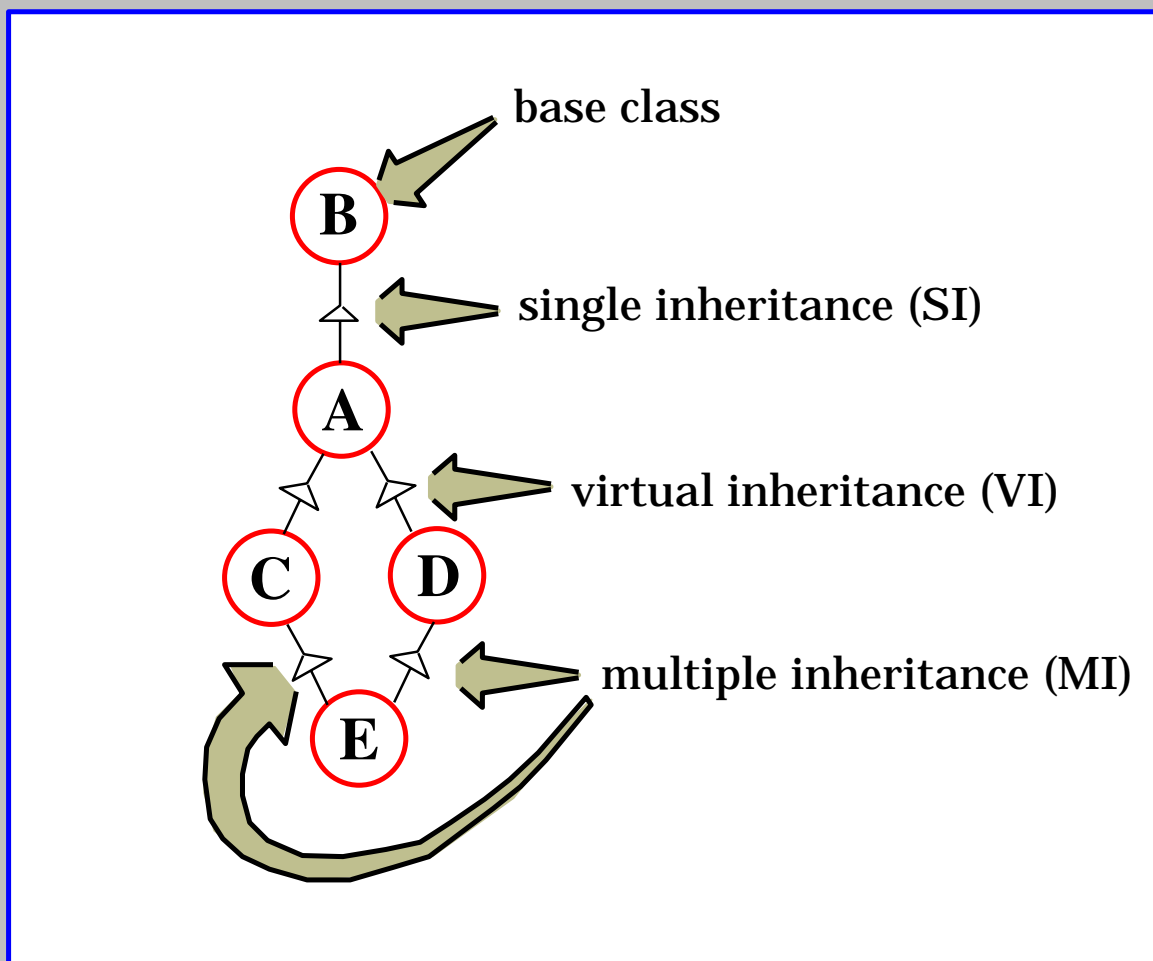 base class
B
single inheritance (SI)
A
virtual inheritance (VI)
C
D
multiple inheritance (MI)
E